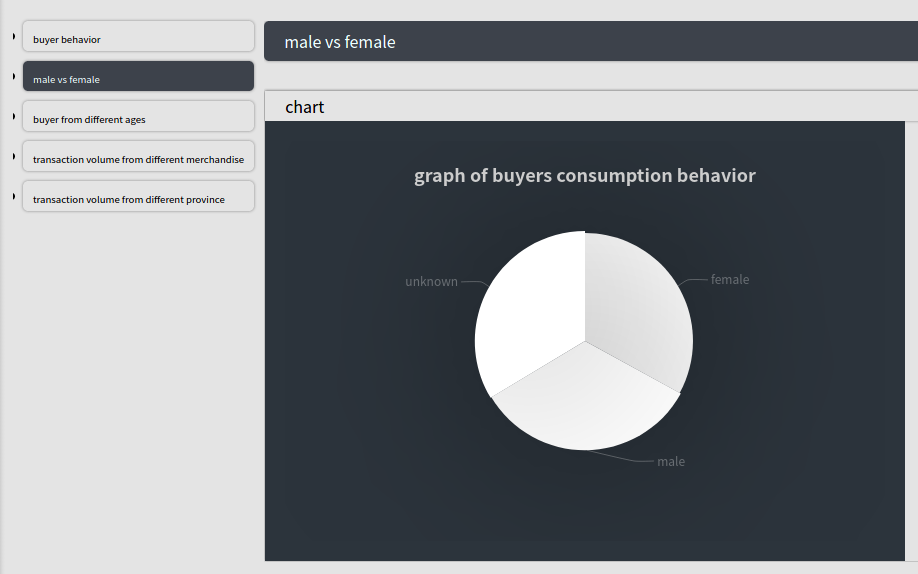 buyer behavior
male vs female
buyer from different ages
transaction volume from different merchandise
transaction volume from different province
male vs female
chart
graph of buyers consumption behavior
unknown
female
male